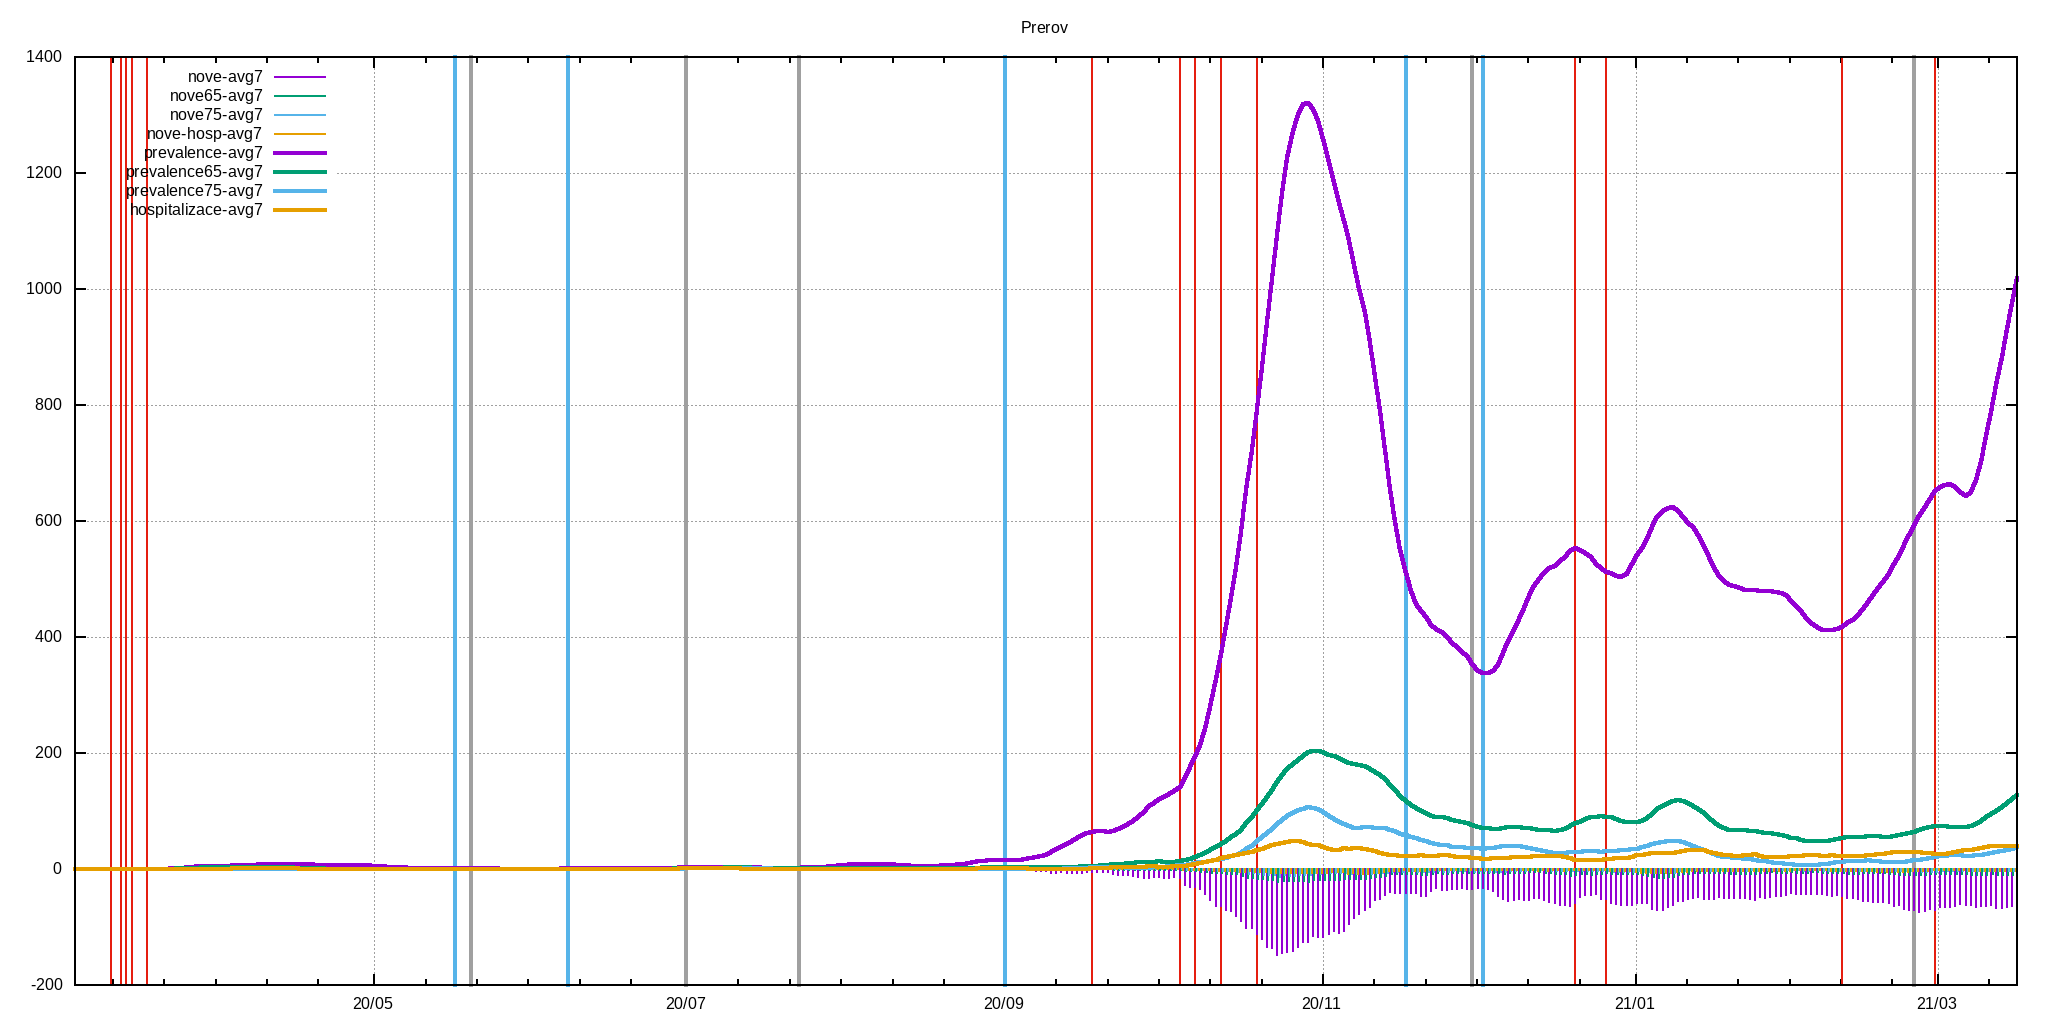 Prerov
1400
nove-avg7
nove65-avg7
nove75-avg7
nove-hosp-avg7
prevalence-avg7
prevalence65-avg7
prevalence75-avg7
hospitalizace-avg7
1200
1000
800
600
400
200
0
-200
20/05 20/07 20/09 20/11 21/01 21/03